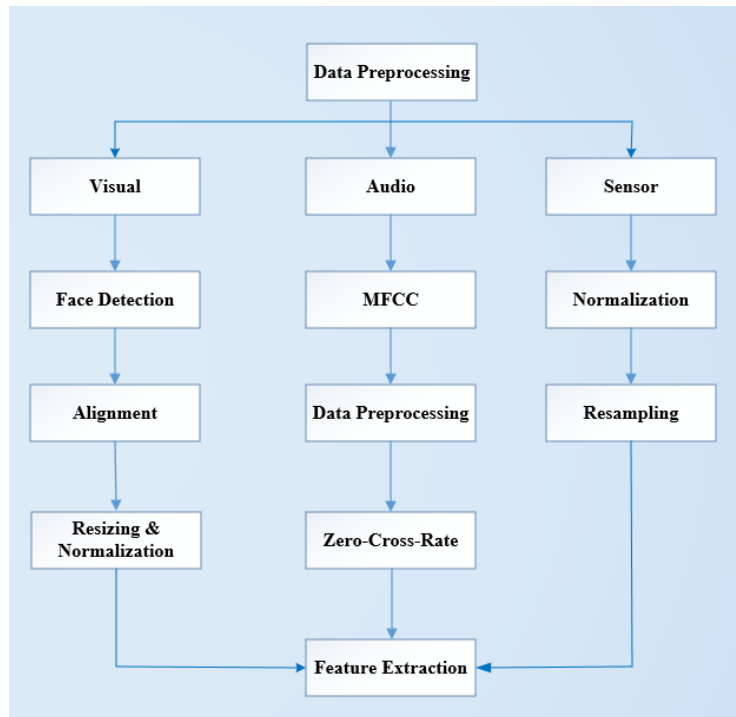 Data Preprocessing
Visual
Audio
Sensor
Face Detection
MFCC
Normalization
Alignment
Data Preprocessing
Resampling
Resizing &
Normalization
Zero-Cross-Rate
Feature Extraction